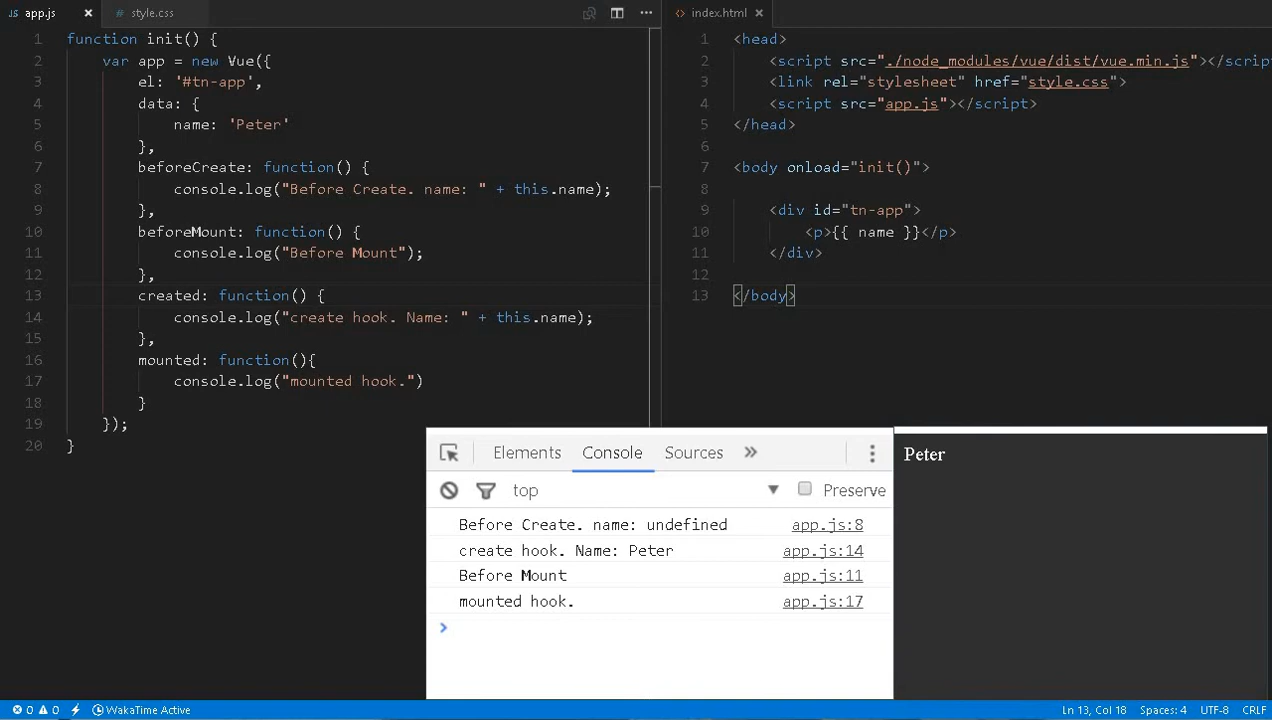 app.js
style.css
1 function init() {
2 var app = new Vue({
3 el: '#tn-app',
4 data: {
5 name: 'Peter'
6 },
7 beforeCreate: function() {
8 console.log("Before Create. name: " + this.name);
9 },
10 beforeMount: function() {
11 console.log("Before Mount");
12 },
13 created: function() {
14 console.log("create hook. Name: " + this.name);
15 },
16 mounted: function(){
17 console.log("mounted hook.")
18 }
19 });
20 }
index.html
1 <head>
2 <script src="./node_modules/vue/dist/vue.min.js"></scrip
3 <link rel="stylesheet" href="style.css">
4 <script src="app.js"></script>
5 </head>
6
7 <body onload="init()">
8
9 <div id="tn-app">
10 <p>{{ name }}</p>
11 </div>
12
13 </body>
Elements Console Sources
top Preserve
Before Create. name: undefined app.js:8
create hook. Name: Peter app.js:14
Before Mount app.js:11
mounted hook. app.js:17
Peter
0 0 WakaTime Active Ln 13, Col 18 Spaces: 4 UTF-8 CRLF